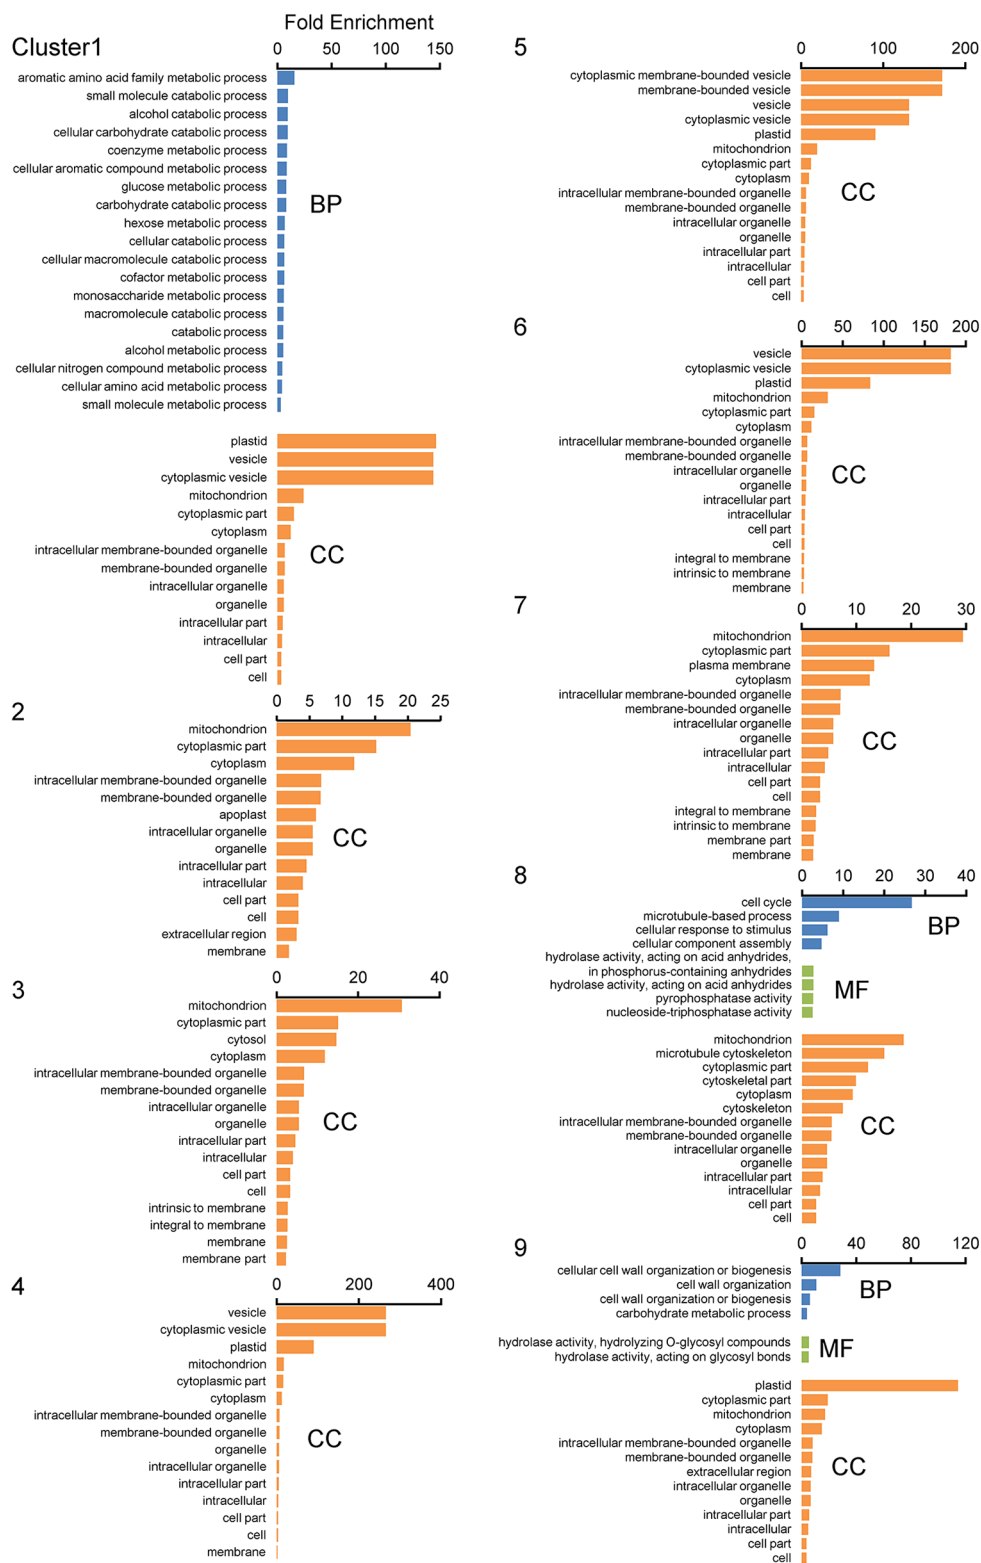 Fold Enrichment
Cluster1
0 50 100 150
aromatic amino acid family metabolic process
small molecule catabolic process
alcohol catabolic process
cellular carbohydrate catabolic process
coenzyme metabolic process
cellular aromatic compound metabolic process
glucose metabolic process
carbohydrate catabolic process
BP
hexose metabolic process
cellular catabolic process
cellular macromolecule catabolic process
cofactor metabolic process
monosaccharide metabolic process
macromolecule catabolic process
catabolic process
alcohol metabolic process
cellular nitrogen compound metabolic process
cellular amino acid metabolic process
small molecule metabolic process
plastid
vesicle
cytoplasmic vesicle
mitochondrion
cytoplasmic part
cytoplasm
intracellular membrane-bounded organelle
CC
membrane-bounded organelle
intracellular organelle
organelle
intracellular part
intracellular
cell part
cell
2
0 5 10 15 20 25
mitochondrion
cytoplasmic part
cytoplasm
intracellular membrane-bounded organelle
membrane-bounded organelle
apoplast
intracellular organelle
CC
organelle
intracellular part
intracellular
cell part
cell
extracellular region
membrane
3
0 20 40
mitochondrion
cytoplasmic part
cytosol
cytoplasm
intracellular membrane-bounded organelle
membrane-bounded organelle
intracellular organelle
organelle
CC
intracellular part
intracellular
cell part
cell
intrinsic to membrane
integral to membrane
membrane
membrane part
4
0 200 400
vesicle
cytoplasmic vesicle
plastid
mitochondrion
cytoplasmic part
cytoplasm
intracellular membrane-bounded organelle
membrane-bounded organelle
CC
organelle
intracellular organelle
intracellular part
intracellular
cell part
cell
membrane
5
0 100 200
cytoplasmic membrane-bounded vesicle
membrane-bounded vesicle
vesicle
cytoplasmic vesicle
plastid
mitochondrion
cytoplasmic part
cytoplasm
CC
intracellular membrane-bounded organelle
membrane-bounded organelle
intracellular organelle
organelle
intracellular part
intracellular
cell part
cell
6
0 50 100 150 200
vesicle
cytoplasmic vesicle
plastid
mitochondrion
cytoplasmic part
cytoplasm
intracellular membrane-bounded organelle
membrane-bounded organelle
intracellular organelle
CC
organelle
intracellular part
intracellular
cell part
cell
integral to membrane
intrinsic to membrane
membrane
7
0 10 20 30
mitochondrion
cytoplasmic part
plasma membrane
cytoplasm
intracellular membrane-bounded organelle
membrane-bounded organelle
intracellular organelle
organelle
CC
intracellular part
intracellular
cell part
cell
integral to membrane
intrinsic to membrane
membrane part
membrane
8
0 10 20 30 40
cell cycle
microtubule-based process
BP
cellular response to stimulus
cellular component assembly
hydrolase activity, acting on acid anhydrides,
in phosphorus-containing anhydrides
hydrolase activity, acting on acid anhydrides
MF
pyrophosphatase activity
nucleoside-triphosphatase activity
mitochondrion
microtubule cytoskeleton
cytoplasmic part
cytoskeletal part
cytoplasm
cytoskeleton
intracellular membrane-bounded organelle
CC
membrane-bounded organelle
intracellular organelle
organelle
intracellular part
intracellular
cell part
cell
9
0 40 80 120
cellular cell wall organization or biogenesis
cell wall organization
BP
cell wall organization or biogenesis
carbohydrate metabolic process
hydrolase activity, hydrolyzing O-glycosyl compounds
MF
hydrolase activity, acting on glycosyl bonds
plastid
cytoplasmic part
mitochondrion
cytoplasm
intracellular membrane-bounded organelle
membrane-bounded organelle
CC
extracellular region
intracellular organelle
organelle
intracellular part
intracellular
cell part
cell